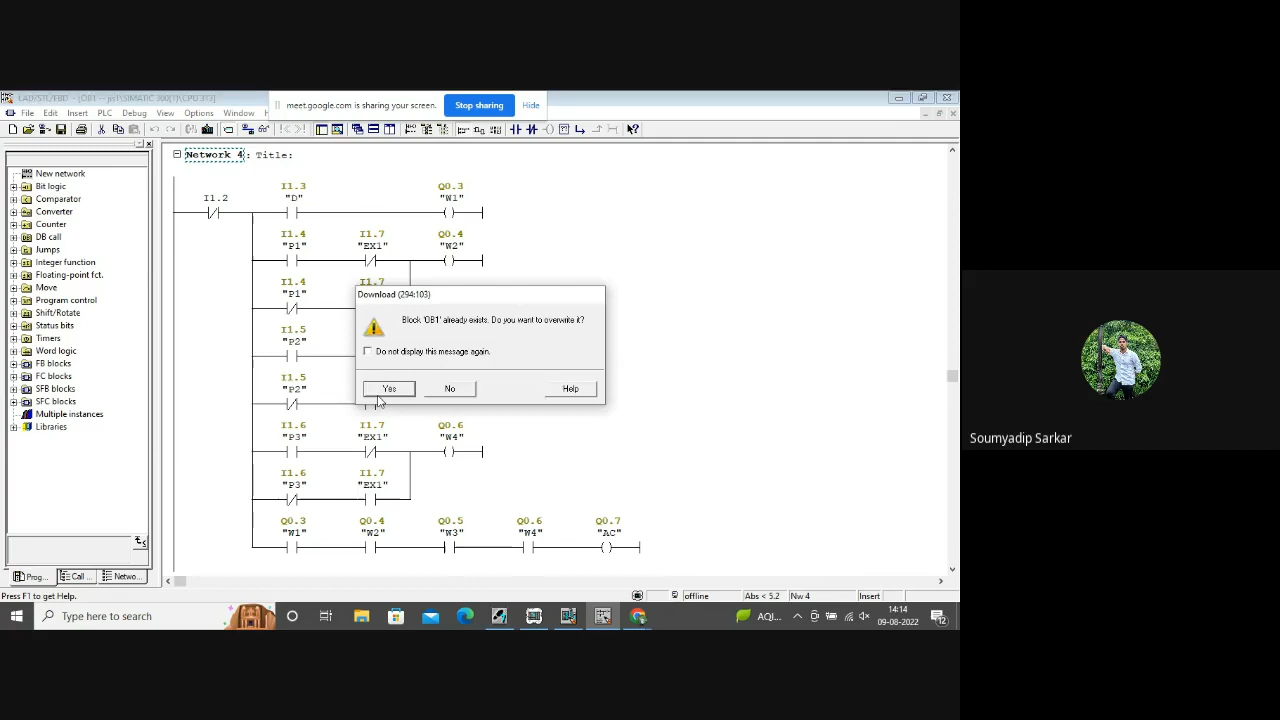 LAD/STL/FBD - [OB1 -- jis1\SIMATIC 300(1)\CPU 313]
meet.google.com is sharing your screen.
Stop sharing
Hide
File Edit Insert PLC Debug View Options Window
Network 4: Title:
New network
Bit logic
Comparator
Converter
Counter
DB call
Jumps
Integer function
Floating-point fct.
Move
Program control
Shift/Rotate
Status bits
Timers
Word logic
FB blocks
FC blocks
SFB blocks
SFC blocks
Multiple instances
Libraries
I1.3 Q0.3
I1.2 "D" "W1"
I1.4 I1.7 Q0.4
"P1" "EX1" "W2"
I1.4 I1.7
"P1"
I1.5
"P2"
I1.5
"P2"
Download (294:103)
Block 'OB1' already exists. Do you want to overwrite it?
Do not display this message again.
Yes No Help
I1.6 I1.7 Q0.6
"P3" "EX1" "W4"
I1.6 I1.7
"P3" "EX1"
Q0.3 Q0.4 Q0.5 Q0.6 Q0.7
"W1" "W2" "W3" "W4" "AC"
Prog... Call ... Netwo...
Press F1 to get Help.
offline Abs < 5.2 Nw 4 Insert
Type here to search
AQI...
14:14
09-08-2022
12
Soumyadip Sarkar